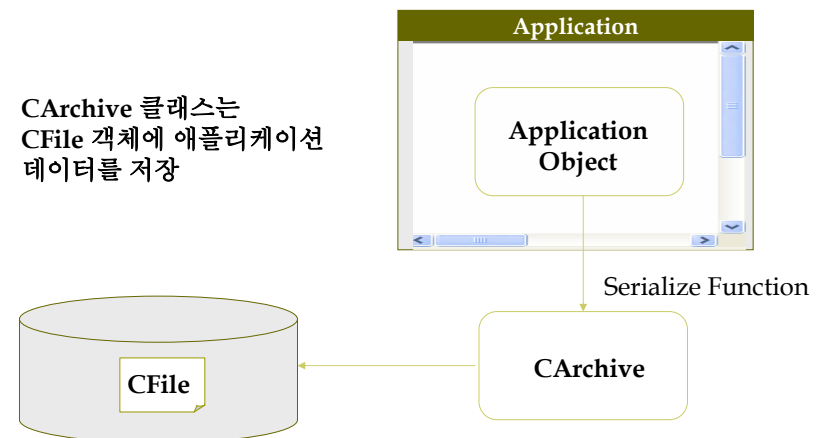 Application
CArchive 클래스는
CFile 객체에 애플리케이션
데이터를 저장
Application
Object
Serialize Function
CArchive
CFile